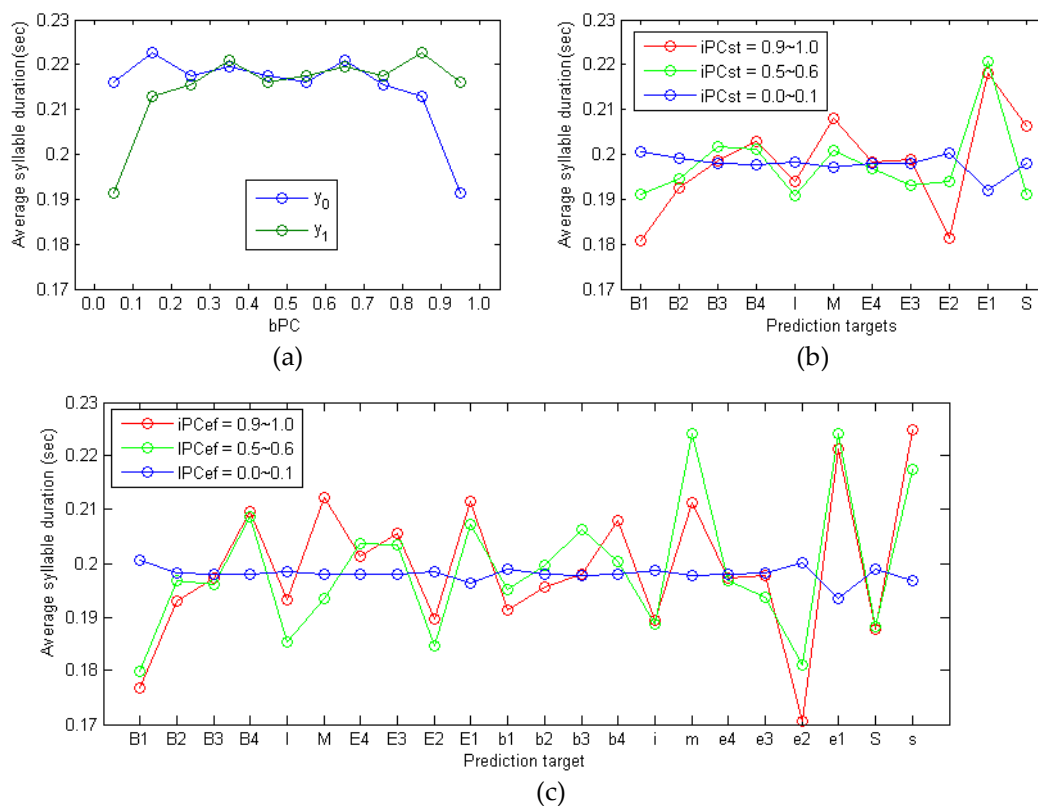 0.23
0.22
0.21
0.2
0.19
0.18
0.17
Average syllable duration(sec)
y0
y1
0.0 0.1 0.2 0.3 0.4 0.5 0.6 0.7 0.8 0.9 1.0
bPC
(a)
0.23
0.22
0.21
0.2
0.19
0.18
0.17
Average syllable duration(sec)
iPCst = 0.9~1.0
iPCst = 0.5~0.6
iPCst = 0.0~0.1
B1 B2 B3 B4 I M E4 E3 E2 E1 S
Prediction targets
(b)
0.23
0.22
0.21
0.20
0.19
0.18
0.17
Average syllable duration (sec)
iPCef = 0.9~1.0
IPCef = 0.5~0.6
IPCef = 0.0~0.1
B1 B2 B3 B4 I M E4 E3 E2 E1 b1 b2 b3 b4 i m e4 e3 e2 e1 S s
Prediction target
(c)